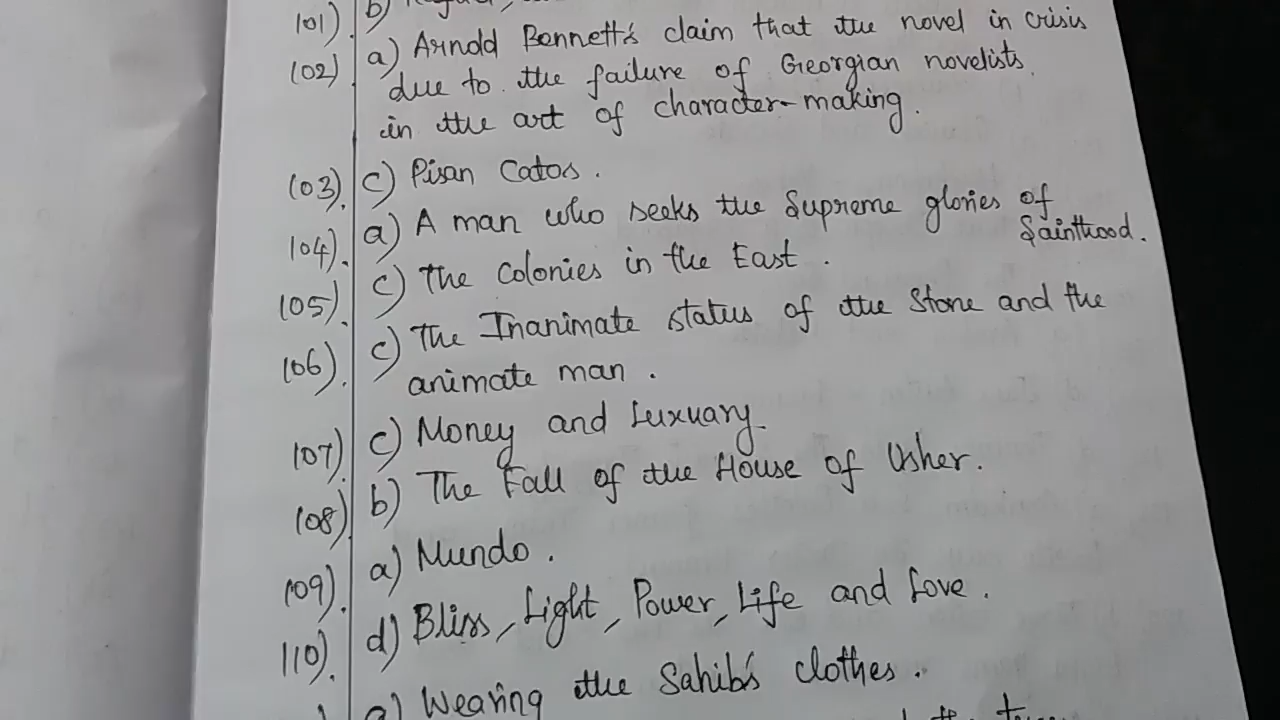 101). b)
102) a) Arnold Bennett's claim that the novel in crisis
due to the failure of Georgian novelists
in the art of character-making.
103). c) Pisan Catos.
104). a) A man who seeks the Supreme glories of
Sainthood.
105). c) The Colonies in the East.
106). c) The Inanimate status of the Stone and the
animate man.
107). c) Money and Luxuary
108). b) The Fall of the House of Usher.
109). a) Mundo.
110). d) Bliss, Light, Power, Life and Love.
a) Wearing the Sahib's clothes.